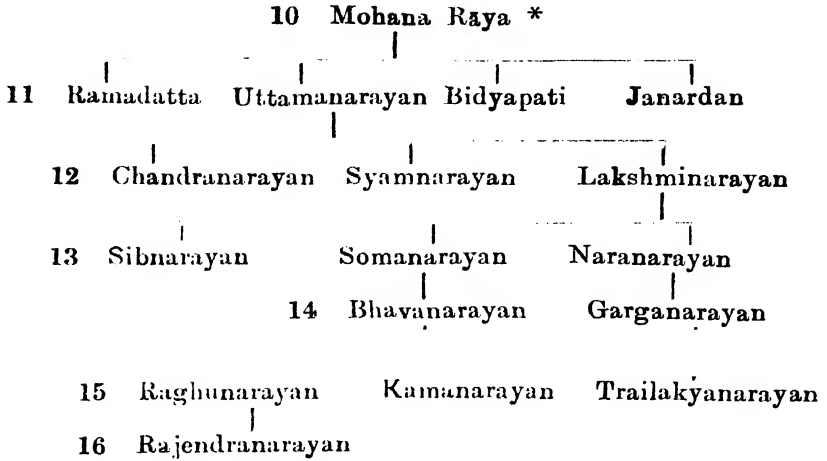 10 Mohana Rāya *
11 Ramadatta Uttamanarayan Bidyapati Janardan
12 Chandranarayan Syamnarayan Lakshminarayan
13 Sibnarayan Somanarayan Naranarayan
14 Bhavanarayan Garganarayan
15 Raghunarayan Kamanarayan Trailakyanarayan
16 Rajendranarayan